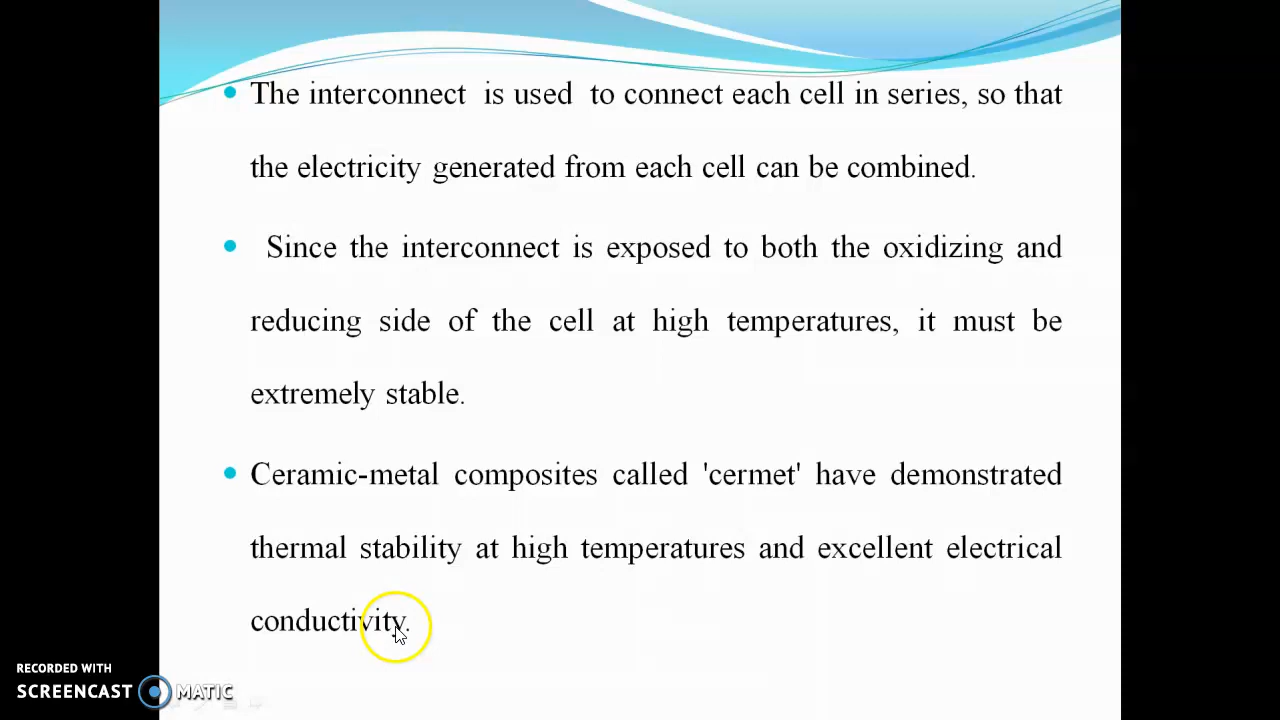 The interconnect is used to connect each cell in series, so that
the electricity generated from each cell can be combined.
Since the interconnect is exposed to both the oxidizing and
reducing side of the cell at high temperatures, it must be
extremely stable.
Ceramic-metal composites called 'cermet' have demonstrated
thermal stability at high temperatures and excellent electrical
conductivity.
RECORDED WITH
SCREENCAST MATIC